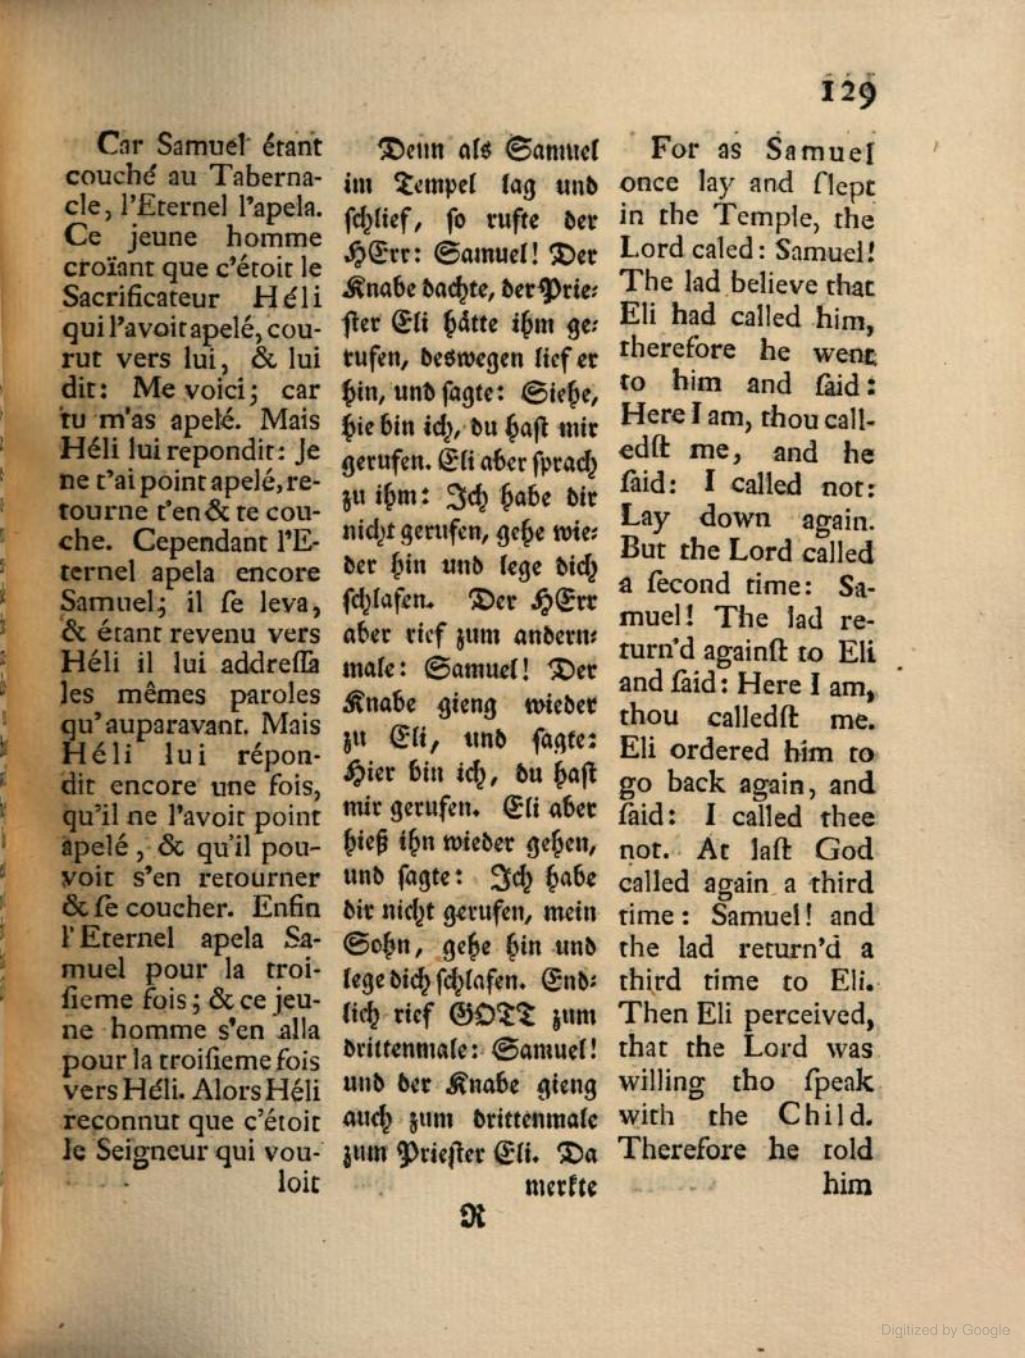 129
Car Samuel étant
couché au Taberna-
cle, l'Eternel l'apela.
Ce jeune homme
croïant que c'étoit le
Sacrificateur Héli
qui l'avoit apelé, cou-
rut vers lui, & lui
dit: Me voici; car
tu m'as apelé. Mais
Héli lui repondit: Je
ne t'ai point apelé, re-
tourne t'en & te cou-
che. Cependant l'E-
ternel apela encore
Samuel; il ſe leva,
& étant revenu vers
Héli il lui addreſſa
les mêmes paroles
qu'auparavant. Mais
Héli lui répon-
dit encore une fois,
qu'il ne l'avoit point
apelé, & qu'il pou-
voit s'en retourner
& ſe coucher. Enfin
l'Eternel apela Sa-
muel pour la troi-
ſieme fois; & ce jeu-
ne homme s'en alla
pour la troiſieme fois
vers Héli. Alors Héli
reconnut que c'étoit
le Seigneur qui vou-
loit
Denn als Samuel
im Tempel lag und
ſchlief, ſo rufte der
HErr: Samuel! Der
Knabe dachte, der Prie-
ſter Eli hätte ihm ge-
rufen, deswegen lief er
hin, und ſagte: Siehe,
hie bin ich, du haſt mir
gerufen. Eli aber ſprach
zu ihm: Ich habe dir
nicht gerufen, gehe wie-
der hin und lege dich
ſchlafen. Der HErr
aber rief zum andern-
male: Samuel! Der
Knabe gieng wieder
zu Eli, und ſagte:
Hier bin ich, du haſt
mir gerufen. Eli aber
hieß ihn wieder gehen,
und ſagte: Ich habe
dir nicht gerufen, mein
Sohn, gehe hin und
lege dich ſchlafen. End-
lich rief GOTT zum
drittenmale: Samuel!
und der Knabe gieng
auch zum drittenmale
zum Prieſter Eli. Da
merkte
R
For as Samuel
once lay and ſlept
in the Temple, the
Lord caled: Samuel!
The lad believe that
Eli had called him,
therefore he went
to him and ſaid:
Here I am, thou call-
edſt me, and he
ſaid: I called not:
Lay down again.
But the Lord called
a ſecond time: Sa-
muel! The lad re-
turn'd againſt to Eli
and ſaid: Here I am,
thou calledſt me.
Eli ordered him to
go back again, and
ſaid: I called thee
not. At laſt God
called again a third
time: Samuel! and
the lad return'd a
third time to Eli.
Then Eli perceived,
that the Lord was
willing tho ſpeak
with the Child.
Therefore he told
him
Digitized by Google